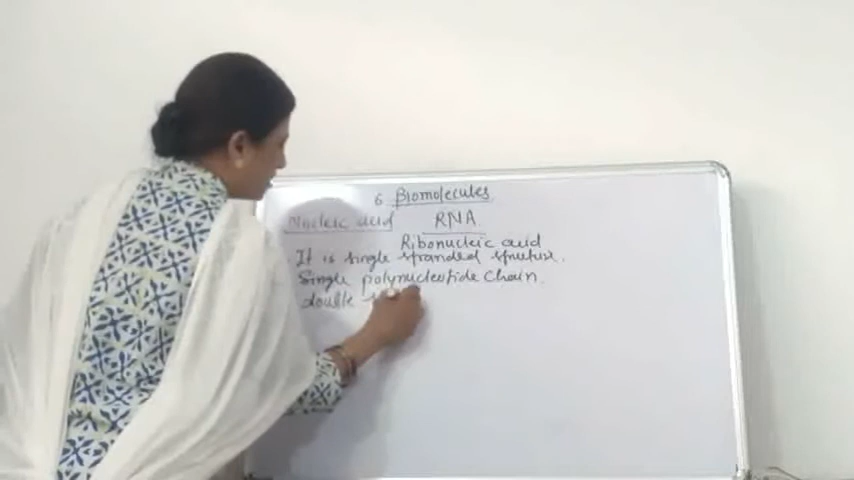 6 Biomolecules
Nucleic acid RNA
Ribonucleic acid
It is single stranded structure.
Single polynucleotide Chain.
double